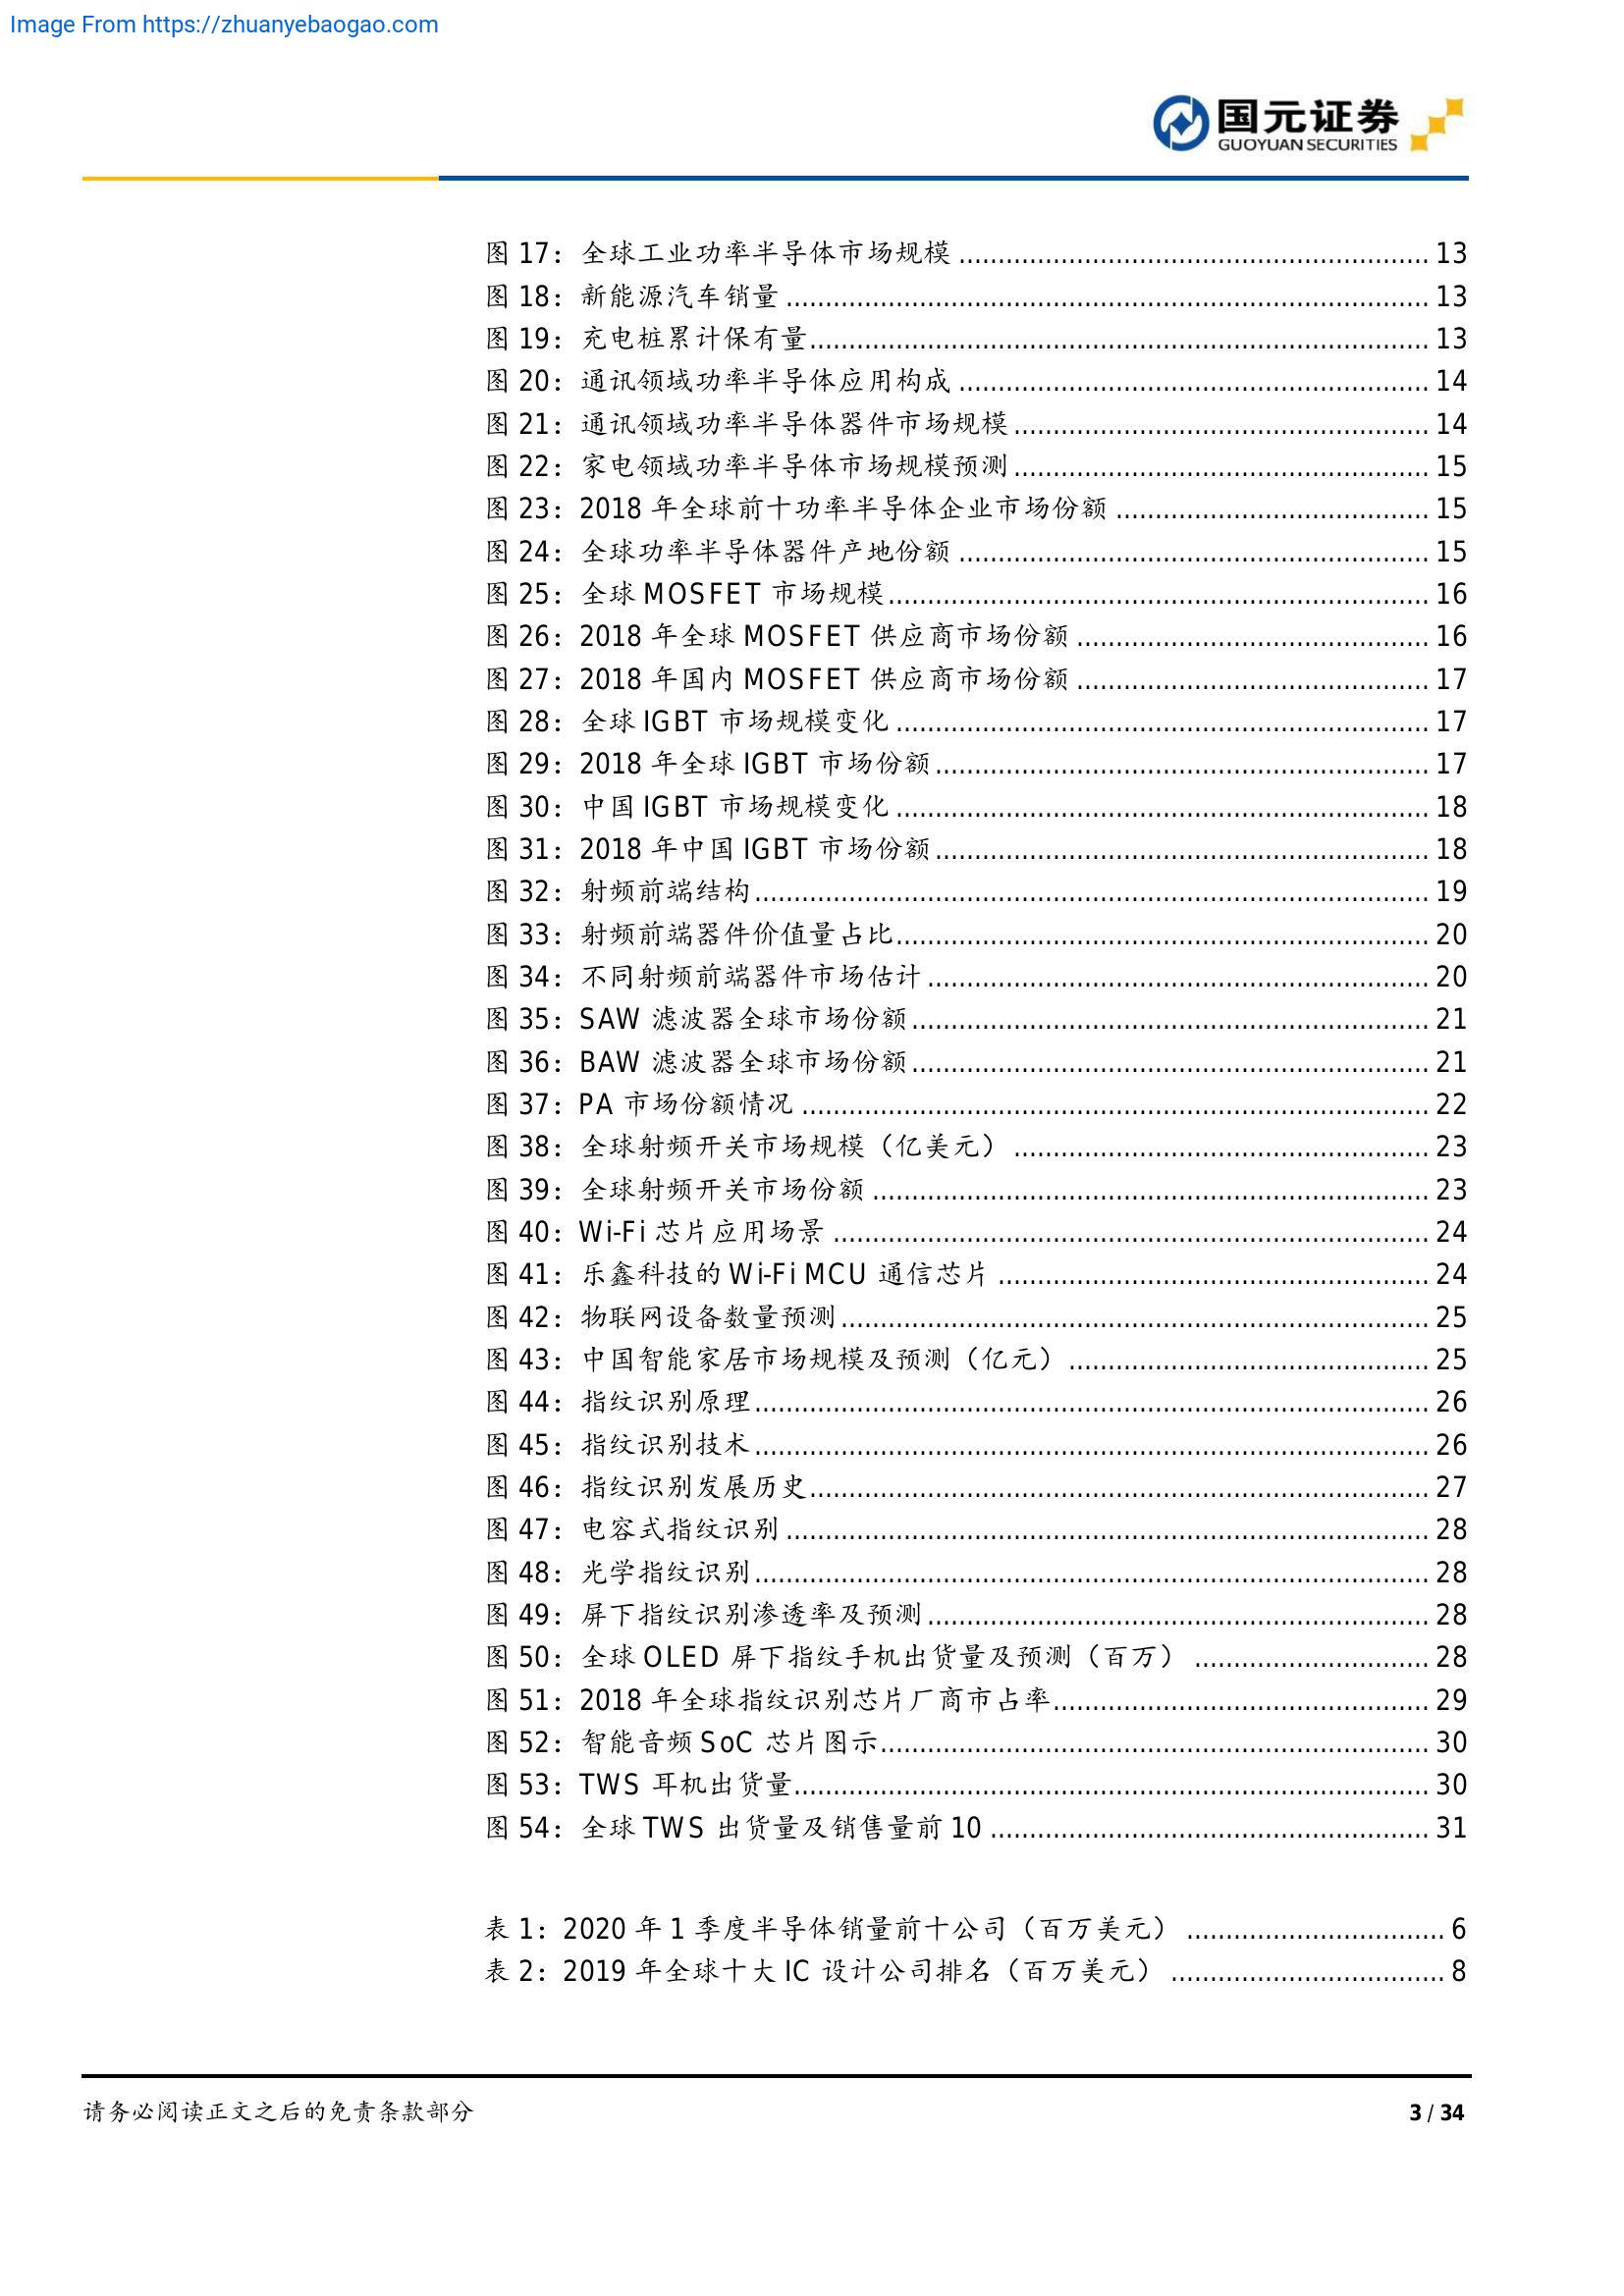 Image From https://zhuanyebaogao.com
国元证券
GUOYUAN SECURITIES
图 17：全球工业功率半导体市场规模 ............................................................ 13
图 18：新能源汽车销量 .................................................................................. 13
图 19：充电桩累计保有量............................................................................... 13
图 20：通讯领域功率半导体应用构成 ............................................................ 14
图 21：通讯领域功率半导体器件市场规模..................................................... 14
图 22：家电领域功率半导体市场规模预测..................................................... 15
图 23：2018 年全球前十功率半导体企业市场份额 ........................................ 15
图 24：全球功率半导体器件产地份额 ............................................................ 15
图 25：全球 MOSFET 市场规模..................................................................... 16
图 26：2018 年全球 MOSFET 供应商市场份额 ............................................. 16
图 27：2018 年国内 MOSFET 供应商市场份额 ............................................. 17
图 28：全球 IGBT 市场规模变化 .................................................................... 17
图 29：2018 年全球 IGBT 市场份额............................................................... 17
图 30：中国 IGBT 市场规模变化 .................................................................... 18
图 31：2018 年中国 IGBT 市场份额............................................................... 18
图 32：射频前端结构...................................................................................... 19
图 33：射频前端器件价值量占比.................................................................... 20
图 34：不同射频前端器件市场估计................................................................ 20
图 35：SAW 滤波器全球市场份额.................................................................. 21
图 36：BAW 滤波器全球市场份额.................................................................. 21
图 37：PA 市场份额情况 ................................................................................ 22
图 38：全球射频开关市场规模（亿美元）..................................................... 23
图 39：全球射频开关市场份额 ....................................................................... 23
图 40：Wi-Fi 芯片应用场景 ............................................................................ 24
图 41：乐鑫科技的 Wi-Fi MCU 通信芯片 ....................................................... 24
图 42：物联网设备数量预测........................................................................... 25
图 43：中国智能家居市场规模及预测（亿元）.............................................. 25
图 44：指纹识别原理...................................................................................... 26
图 45：指纹识别技术...................................................................................... 26
图 46：指纹识别发展历史............................................................................... 27
图 47：电容式指纹识别 .................................................................................. 28
图 48：光学指纹识别...................................................................................... 28
图 49：屏下指纹识别渗透率及预测................................................................ 28
图 50：全球 OLED 屏下指纹手机出货量及预测（百万） .............................. 28
图 51：2018 年全球指纹识别芯片厂商市占率................................................ 29
图 52：智能音频 SoC 芯片图示...................................................................... 30
图 53：TWS 耳机出货量................................................................................. 30
图 54：全球 TWS 出货量及销售量前 10 ........................................................ 31
表 1：2020 年 1 季度半导体销量前十公司（百万美元） ................................. 6
表 2：2019 年全球十大 IC 设计公司排名（百万美元） ................................... 8
请务必阅读正文之后的免责条款部分
3 / 34